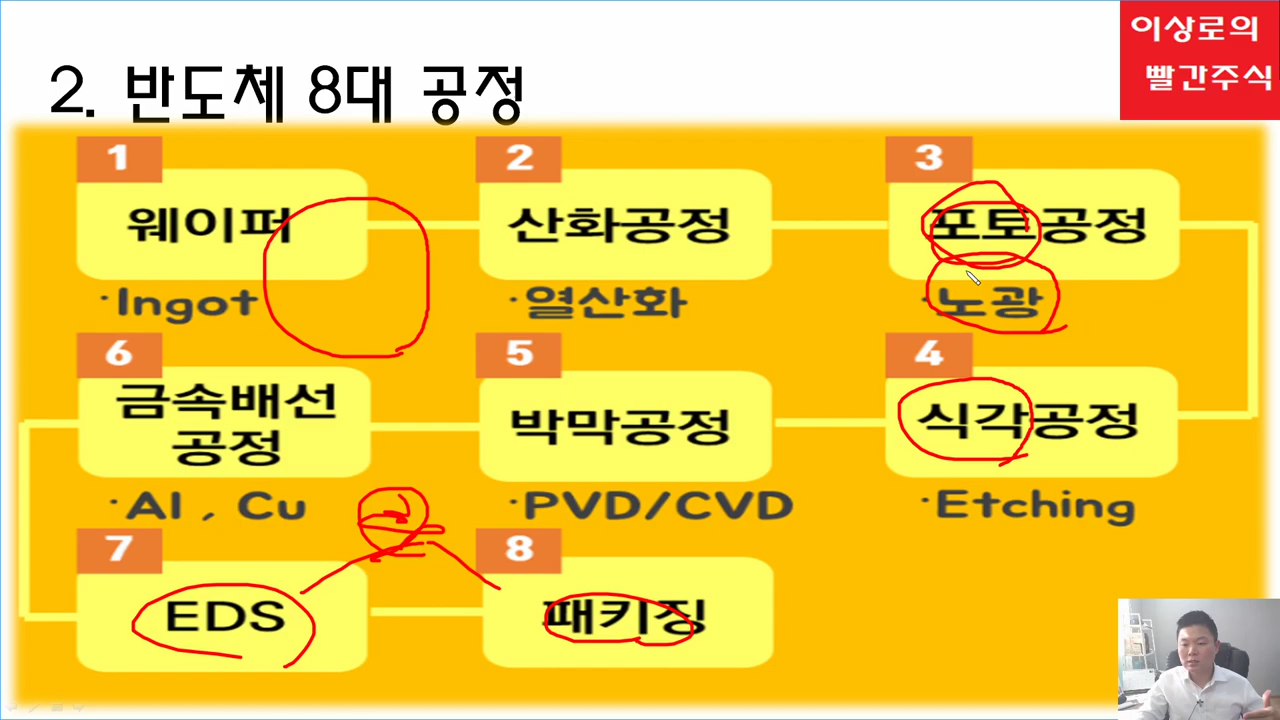 이상로의
빨간주식
2. 반도체 8대 공정
1
웨이퍼
·Ingot
2
산화공정
·열산화
3
포토공정
·노광
4
식각공정
·Etching
5
박막공정
·PVD/CVD
6
금속배선
공정
·Al , Cu
7
EDS
8
패키징